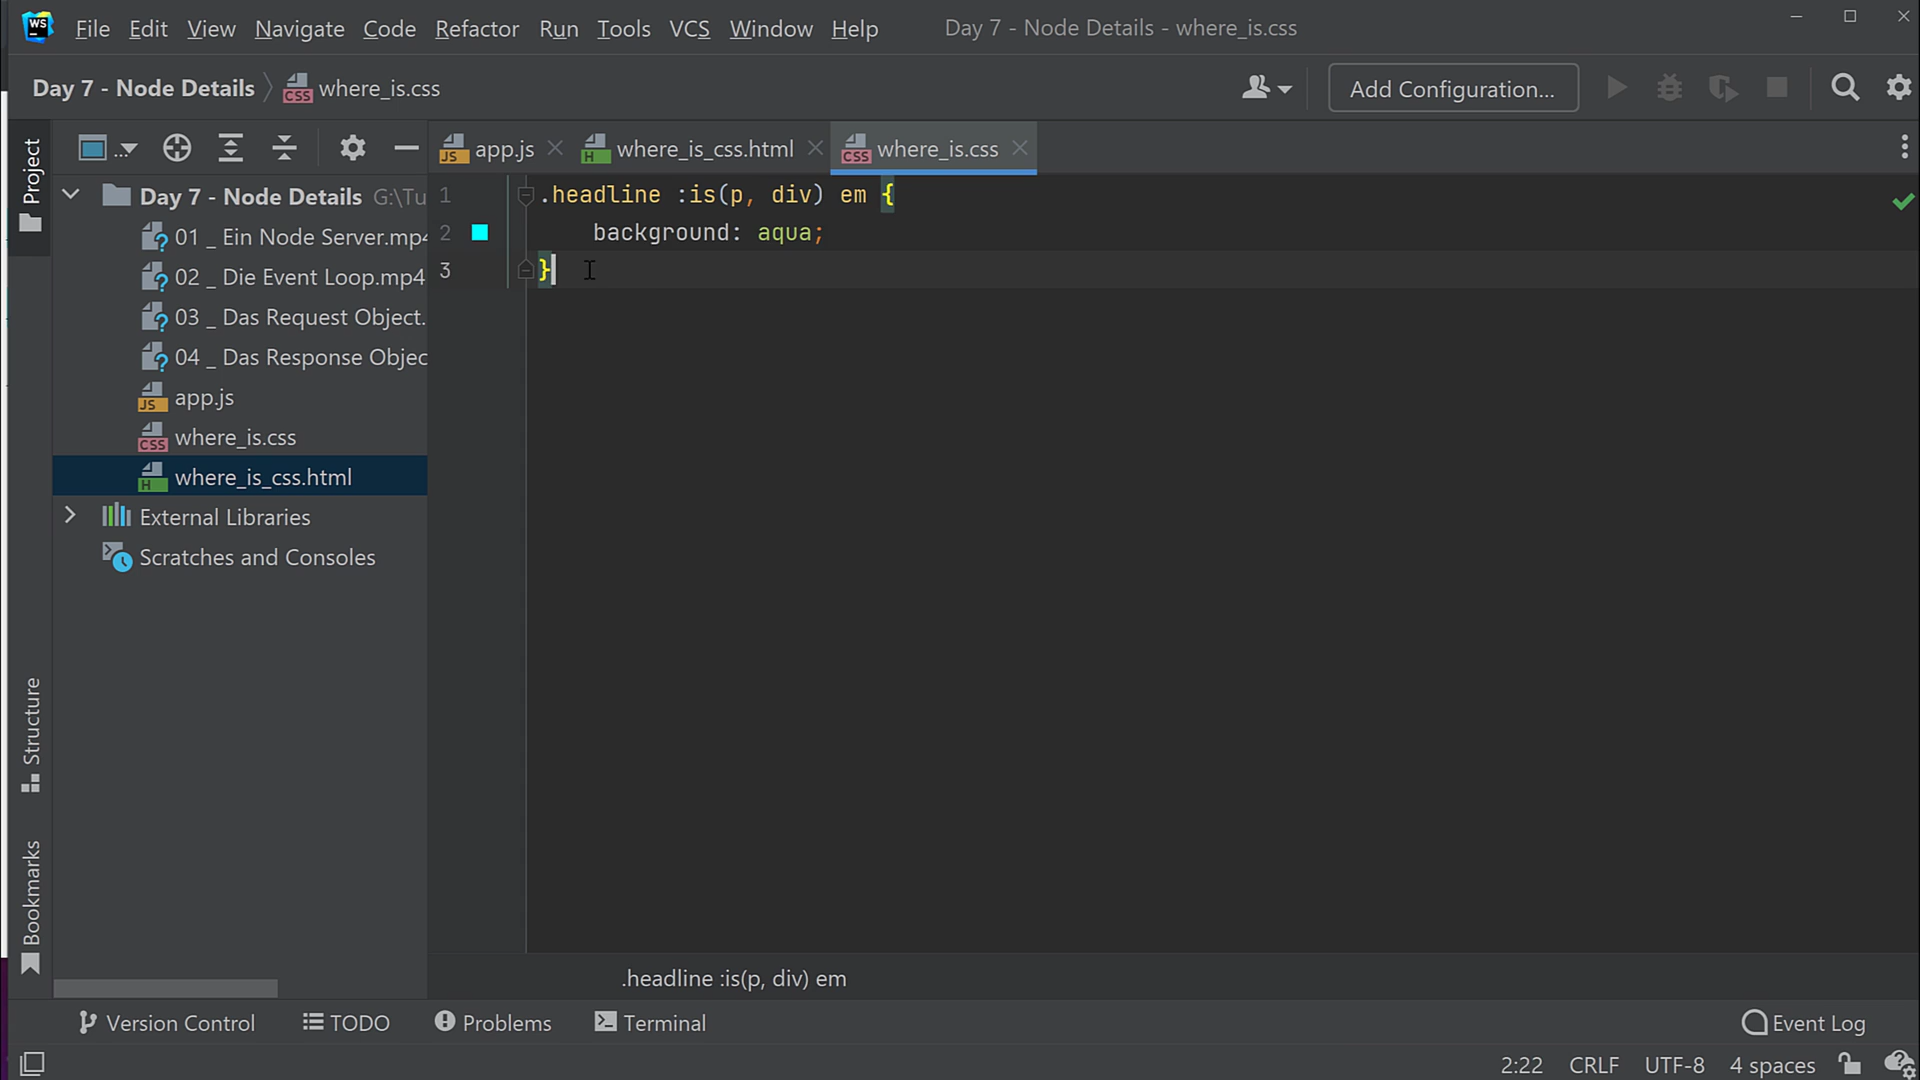 WS File Edit View Navigate Code Refactor Run Tools VCS Window Help Day 7 - Node Details - where_is.css
Day 7 - Node Details where_is.css Add Configuration...
Project ... app.js where_is_css.html where_is.css
Day 7 - Node Details G:\Tu
01 _ Ein Node Server.mp4
02 _ Die Event Loop.mp4
03 _ Das Request Object.
04 _ Das Response Objec
app.js
where_is.css
where_is_css.html
External Libraries
Scratches and Consoles
Structure
Bookmarks
1 .headline :is(p, div) em {
2 background: aqua;
3 }
.headline :is(p, div) em
Version Control TODO Problems Terminal Event Log
2:22 CRLF UTF-8 4 spaces